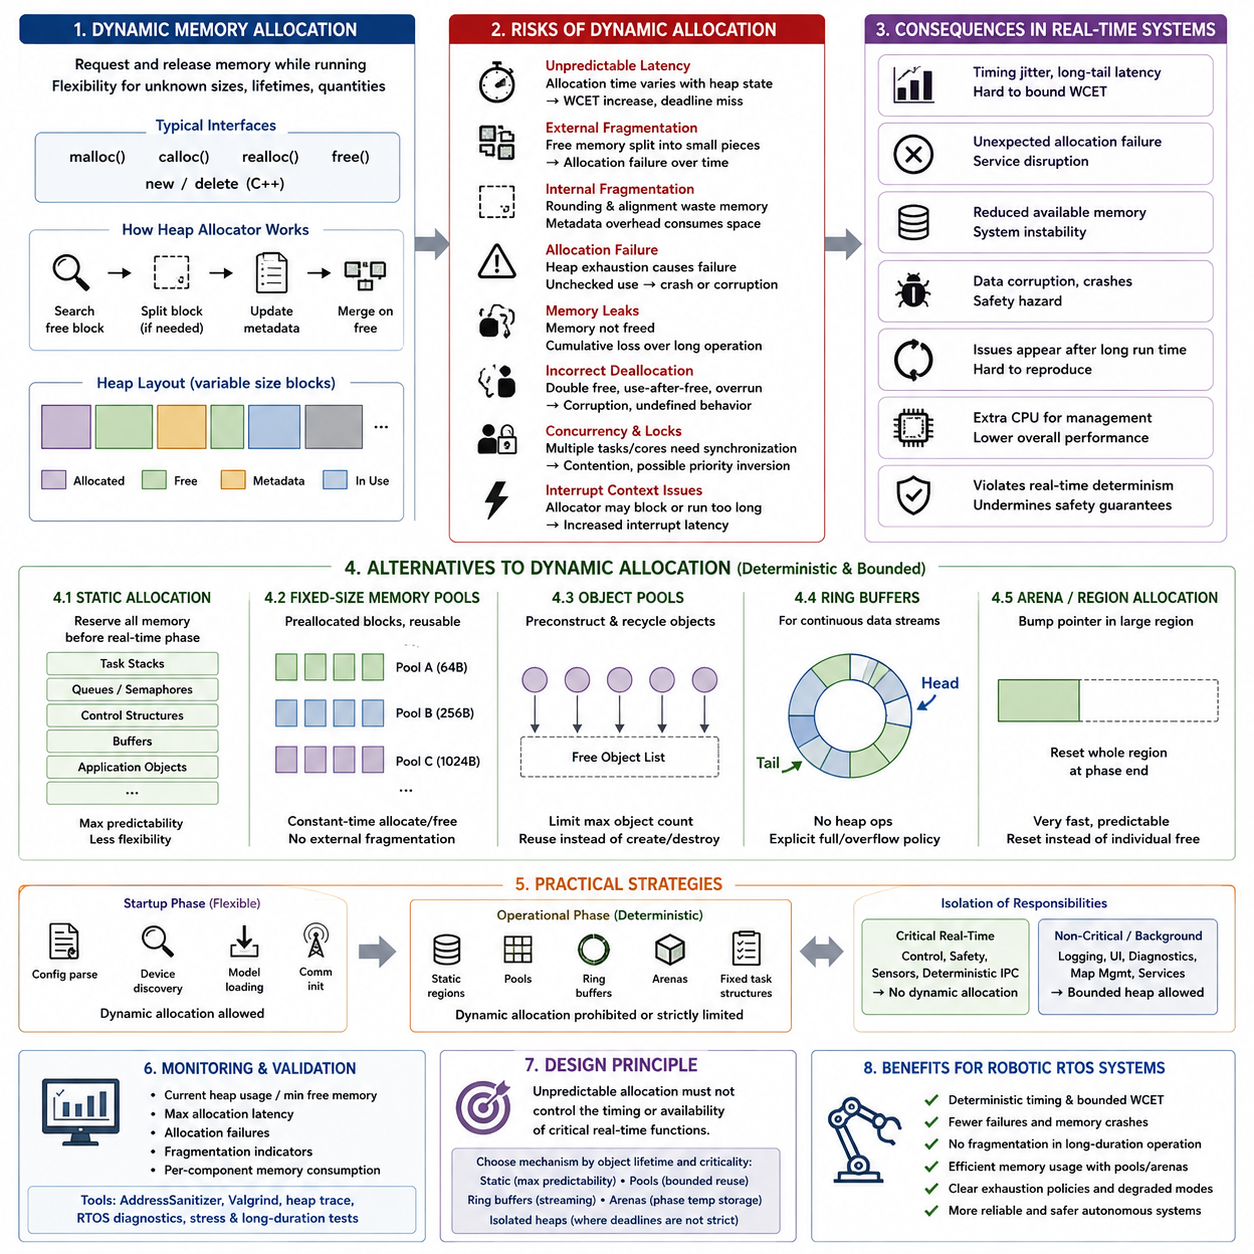 1. DYNAMIC MEMORY ALLOCATION
Request and release memory while running
Flexibility for unknown sizes, lifetimes, quantities
Typical Interfaces
malloc() calloc() realloc() free()
new / delete (C++)
How Heap Allocator Works
Search
free block
Split block
(if needed)
Update
metadata
Merge on
free
Heap Layout (variable size blocks)
...
Allocated Free Metadata In Use
2. RISKS OF DYNAMIC ALLOCATION
Unpredictable Latency
Allocation time varies with heap state
→ WCET increase, deadline miss
External Fragmentation
Free memory split into small pieces
→ Allocation failure over time
Internal Fragmentation
Rounding & alignment waste memory
Metadata overhead consumes space
Allocation Failure
Heap exhaustion causes failure
Unchecked use → crash or corruption
Memory Leaks
Memory not freed
Cumulative loss over long operation
Incorrect Deallocation
Double free, use-after-free, overrun
→ Corruption, undefined behavior
Concurrency & Locks
Multiple tasks/cores need synchronization
→ Contention, possible priority inversion
Interrupt Context Issues
Allocator may block or run too long
→ Increased interrupt latency
3. CONSEQUENCES IN REAL-TIME SYSTEMS
Timing jitter, long-tail latency
Hard to bound WCET
Unexpected allocation failure
Service disruption
Reduced available memory
System instability
Data corruption, crashes
Safety hazard
Issues appear after long run time
Hard to reproduce
Extra CPU for management
Lower overall performance
Violates real-time determinism
Undermines safety guarantees
4. ALTERNATIVES TO DYNAMIC ALLOCATION (Deterministic & Bounded)
4.1 STATIC ALLOCATION
Reserve all memory
before real-time phase
Task Stacks
Queues / Semaphores
Control Structures
Buffers
Application Objects
...
Max predictability
Less flexibility
4.2 FIXED-SIZE MEMORY POOLS
Preallocated blocks, reusable
Pool A (64B)
Pool B (256B)
Pool C (1024B)
...
Constant-time allocate/free
No external fragmentation
4.3 OBJECT POOLS
Preconstruct & recycle objects
Free Object List
Limit max object count
Reuse instead of create/destroy
4.4 RING BUFFERS
For continuous data streams
Head
Tail
No heap ops
Explicit full/overflow policy
4.5 ARENA / REGION ALLOCATION
Bump pointer in large region
Reset whole region
at phase end
Very fast, predictable
Reset instead of individual free
5. PRACTICAL STRATEGIES
Startup Phase (Flexible)
Config parse
Device
discovery
Model
loading
Comm
init
Dynamic allocation allowed
Operational Phase (Deterministic)
Static
regions
Pools
Ring
buffers
Arenas
Fixed task
structures
Dynamic allocation prohibited or strictly limited
Isolation of Responsibilities
Critical Real-Time
Control, Safety,
Sensors, Deterministic IPC
→ No dynamic allocation
Non-Critical / Background
Logging, UI, Diagnostics,
Map Mgmt, Services
→ Bounded heap allowed
6. MONITORING & VALIDATION
• Current heap usage / min free memory
• Max allocation latency
• Allocation failures
• Fragmentation indicators
• Per-component memory consumption
Tools: AddressSanitizer, Valgrind, heap trace,
RTOS diagnostics, stress & long-duration tests
7. DESIGN PRINCIPLE
Unpredictable allocation must not
control the timing or availability
of critical real-time functions.
Choose mechanism by object lifetime and criticality:
Static (max predictability) • Pools (bounded reuse)
Ring buffers (streaming) • Arenas (phase temp storage)
Isolated heaps (where deadlines are not strict)
8. BENEFITS FOR ROBOTIC RTOS SYSTEMS
✓ Deterministic timing & bounded WCET
✓ Fewer failures and memory crashes
✓ No fragmentation in long-duration operation
✓ Efficient memory usage with pools/arenas
✓ Clear exhaustion policies and degraded modes
✓ More reliable and safer autonomous systems